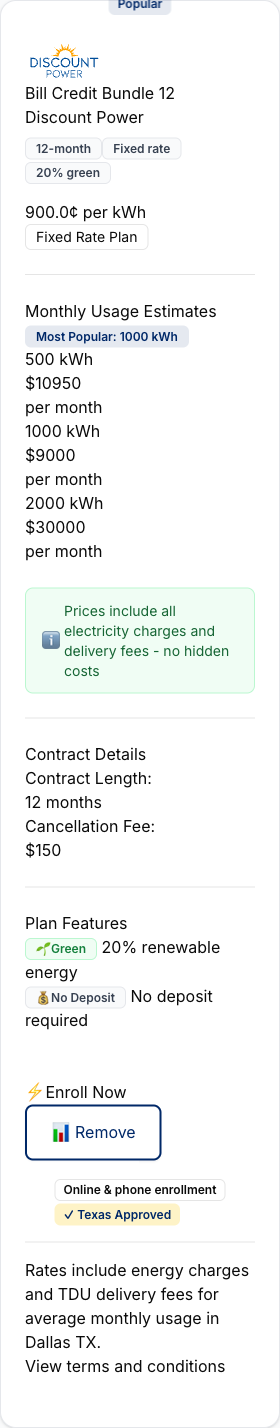 Popular
DISCOUNT
POWER
Bill Credit Bundle 12
Discount Power
12-month Fixed rate
20% green
900.0¢ per kWh
Fixed Rate Plan
Monthly Usage Estimates
Most Popular: 1000 kWh
500 kWh
$10950
per month
1000 kWh
$9000
per month
2000 kWh
$30000
per month
ℹ️ Prices include all
electricity charges and
delivery fees - no hidden
costs
Contract Details
Contract Length:
12 months
Cancellation Fee:
$150
Plan Features
🌱Green 20% renewable
energy
💰No Deposit No deposit
required
⚡Enroll Now
📊 Remove
Online & phone enrollment
✓ Texas Approved
Rates include energy charges
and TDU delivery fees for
average monthly usage in
Dallas TX.
View terms and conditions